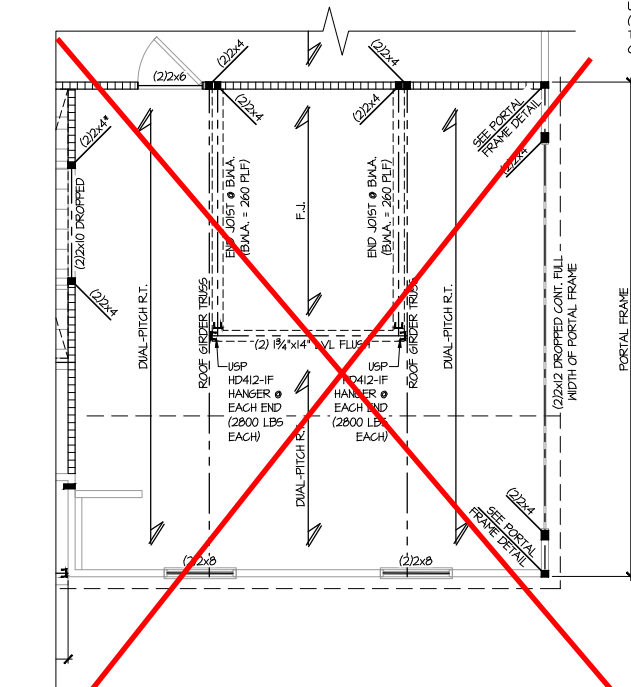 (2)2x4
(2)2x4
(2)2x6
(2)2x4
(2)2x4
(2)2x4"
SEE PORTAL
FRAME DETAIL
(2)2x4
END JOIST @ B.W.A.
(B.W.A. = 260 PLF)
F.J.
END JOIST @ B.W.A.
(B.W.A. = 260 PLF)
(2)2x10 DROPPED
(2)2x4
DUAL-PITCH R.T.
ROOF GIRDER TRUSS
ROOF GIRDER TRUSS
DUAL-PITCH R.T.
(2)2x12 DROPPED CONT. FULL
WIDTH OF PORTAL FRAME
PORTAL FRAME
(2) 1¾"x14" LVL FLUSH
USP
HD412-IF
HANGER @
EACH END
(2800 LBS
EACH)
USP
HD412-IF
HANGER @
EACH END
(2800 LBS
EACH)
DUAL-PITCH R.T.
(2)2x4
SEE PORTAL
FRAME DETAIL
(2)2x8
(2)2x8